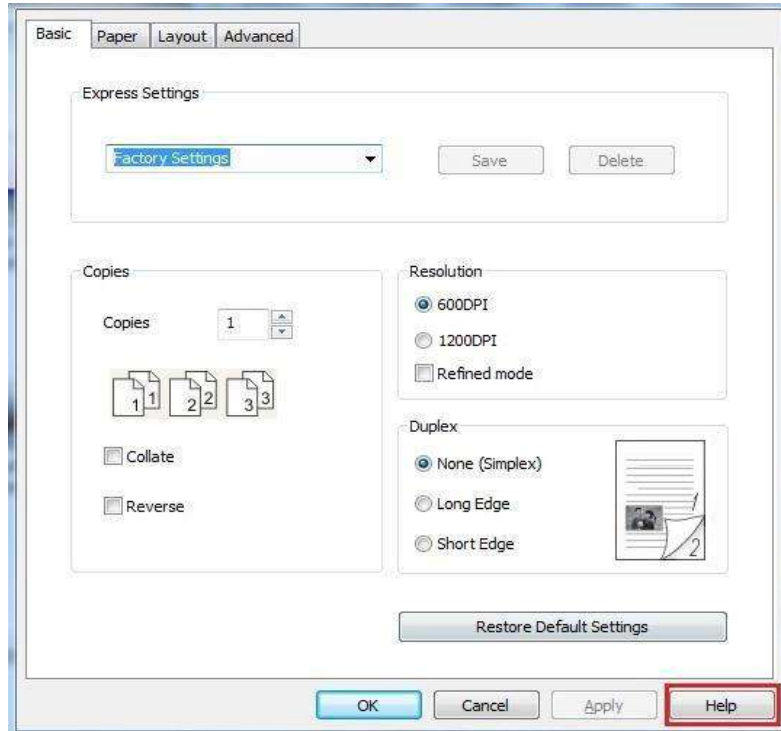 Basic Paper Layout Advanced
Express Settings
Factory Settings Save Delete
Copies
Copies 1
1 1 2 2 3 3
Collate
Reverse
Resolution
600DPI
1200DPI
Refined mode
Duplex
None (Simplex)
Long Edge
Short Edge
1
2
Restore Default Settings
OK Cancel Apply Help